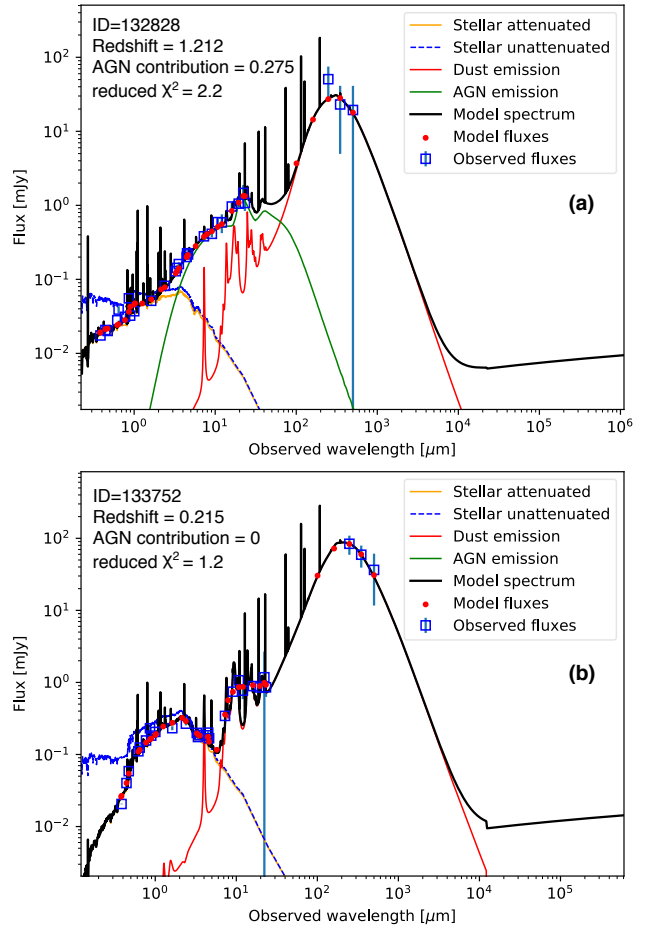 ID=132828
Redshift = 1.212
AGN contribution = 0.275
reduced Χ² = 2.2
Stellar attenuated
Stellar unattenuated
Dust emission
AGN emission
Model spectrum
Model fluxes
Observed fluxes
(a)
Flux [mJy]
10²
10¹
10⁰
10⁻¹
10⁻²
10⁰ 10¹ 10² 10³ 10⁴ 10⁵ 10⁶
Observed wavelength [μm]
ID=133752
Redshift = 0.215
AGN contribution = 0
reduced Χ² = 1.2
Stellar attenuated
Stellar unattenuated
Dust emission
AGN emission
Model spectrum
Model fluxes
Observed fluxes
(b)
Flux [mJy]
10²
10¹
10⁰
10⁻¹
10⁻²
10⁰ 10¹ 10² 10³ 10⁴ 10⁵
Observed wavelength [μm]